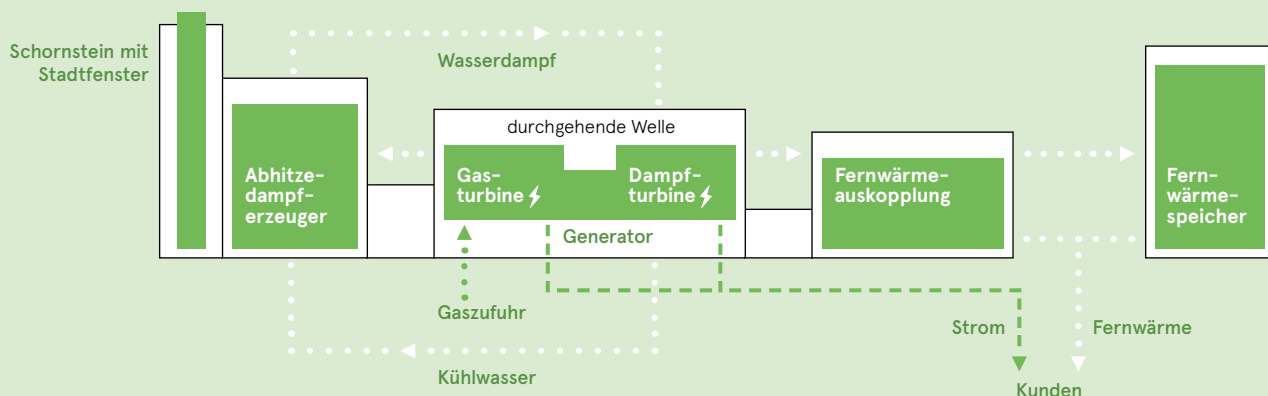 Schornstein mit
Stadtfenster
Wasserdampf
durchgehende Welle
Abhitze-
dampf-
erzeuger
Gas-
turbine
Dampf-
turbine
Fernwärme-
auskopplung
Fern-
wärme-
speicher
Generator
Gaszufuhr
Strom
Fernwärme
Kühlwasser
Kunden